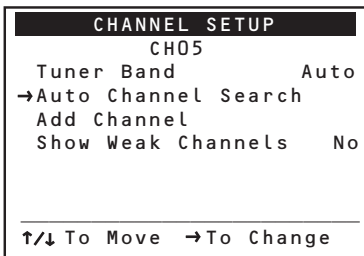 CHANNEL SETUP
CH05
Tuner Band Auto
→Auto Channel Search
Add Channel
Show Weak Channels No
↑/↓ To Move →To Change